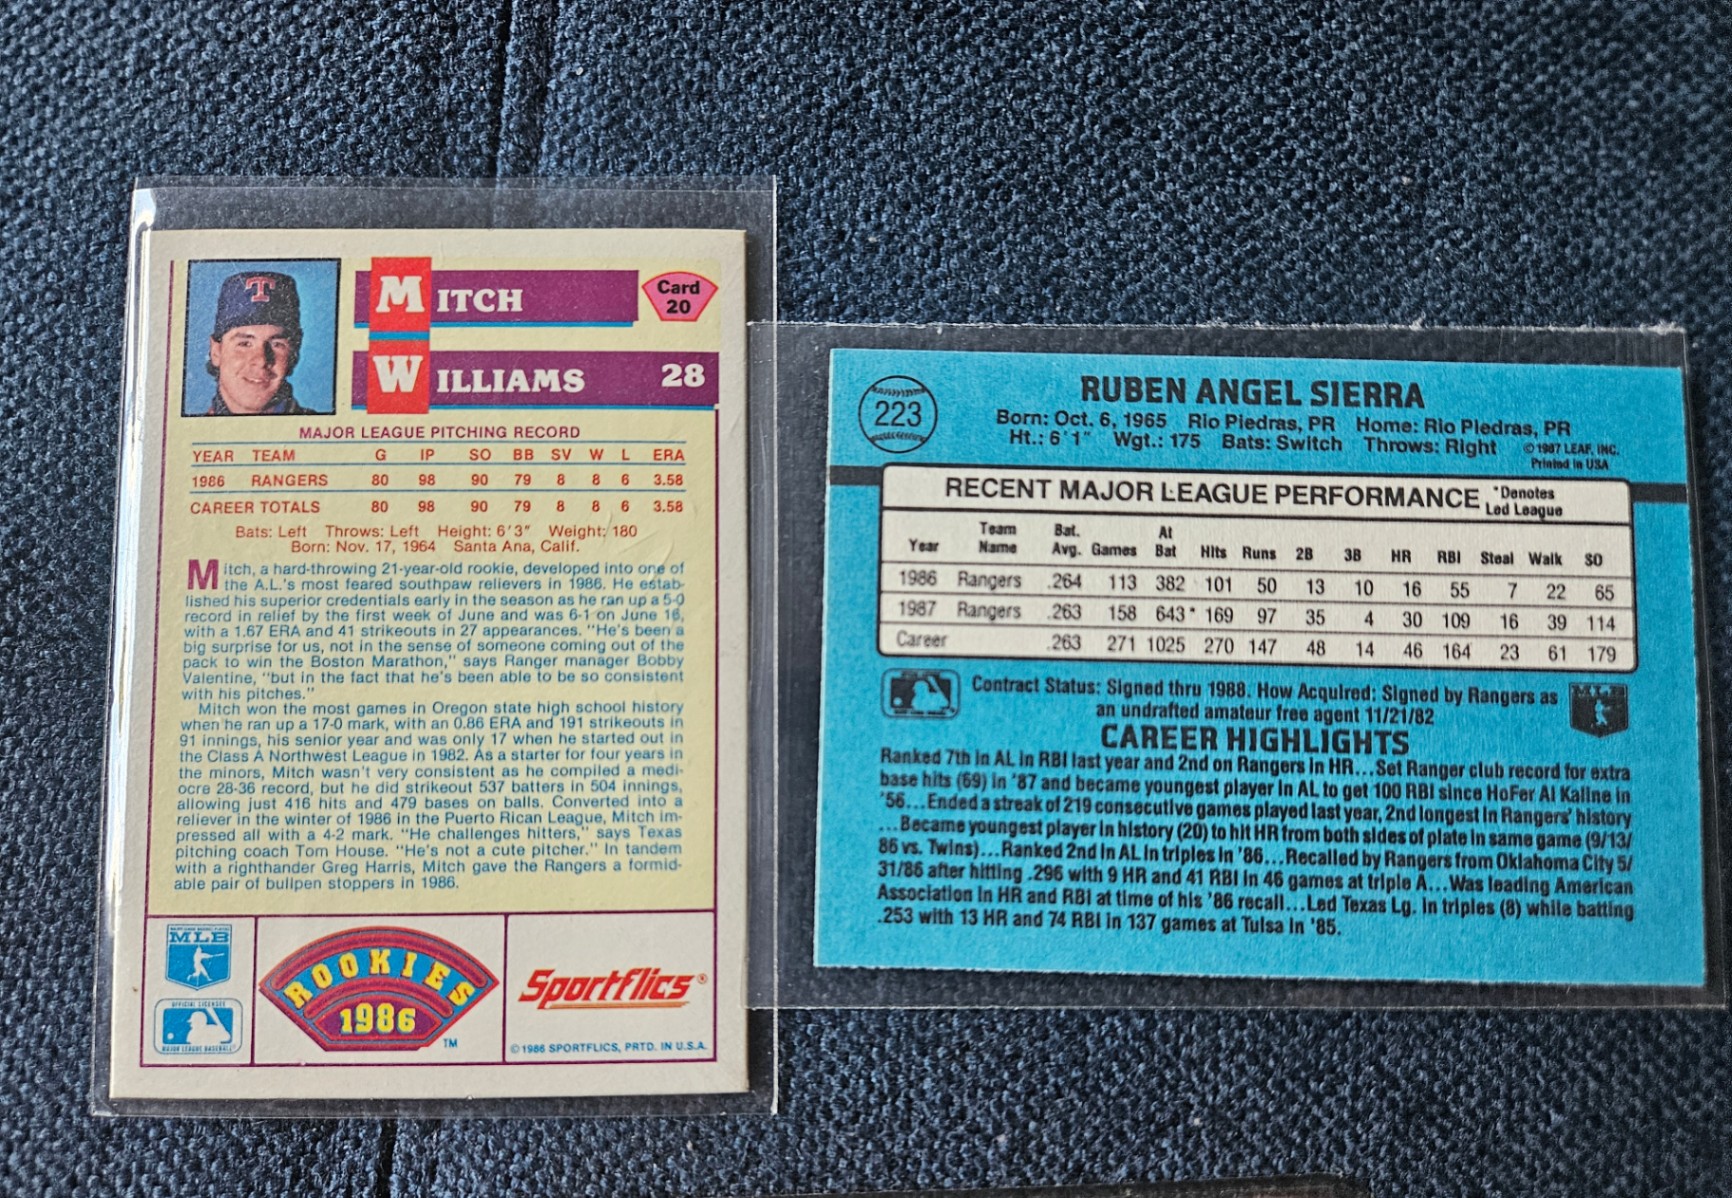 T
MITCH
Card
20
WILLIAMS 28
MAJOR LEAGUE PITCHING RECORD
YEAR TEAM G IP SO BB SV W L ERA
1986 RANGERS 80 98 90 79 8 8 6 3.58
CAREER TOTALS 80 98 90 79 8 8 6 3.58
Bats: Left Throws: Left Height: 6'3" Weight: 180
Born: Nov. 17, 1964 Santa Ana, Calif.
Mitch, a hard-throwing 21-year-old rookie, developed into one of
the A.L.'s most feared southpaw relievers in 1986. He estab-
lished his superior credentials early in the season as he ran up a 5-0
record in relief by the first week of June and was 6-1 on June 16,
with a 1.67 ERA and 41 strikeouts in 27 appearances. "He's been a
big surprise for us, not in the sense of someone coming out of the
pack to win the Boston Marathon," says Ranger manager Bobby
Valentine, "but in the fact that he's been able to be so consistent
with his pitches."
Mitch won the most games in Oregon state high school history
when he ran up a 17-0 mark, with an 0.86 ERA and 191 strikeouts in
91 innings, his senior year and was only 17 when he started out in
the Class A Northwest League in 1982. As a starter for four years in
the minors, Mitch wasn't very consistent as he compiled a medi-
ocre 28-36 record, but he did strikeout 537 batters in 504 innings,
allowing just 416 hits and 479 bases on balls. Converted into a
reliever in the winter of 1986 in the Puerto Rican League, Mitch im-
pressed all with a 4-2 mark. "He challenges hitters," says Texas
pitching coach Tom House. "He's not a cute pitcher." In tandem
with a righthander Greg Harris, Mitch gave the Rangers a formid-
able pair of bullpen stoppers in 1986.
MLB
OFFICIAL LICENSEE
MAJOR LEAGUE BASEBALL
ROOKIES
1986
TM
Sportflics®
© 1986 SPORTFLICS, PRTD. IN U.S.A.
223
RUBEN ANGEL SIERRA
Born: Oct. 6, 1965 Rio Piedras, PR Home: Rio Piedras, PR
Ht.: 6'1" Wgt.: 175 Bats: Switch Throws: Right
© 1987 LEAF, INC.
Printed in USA
RECENT MAJOR LEAGUE PERFORMANCE
*Denotes
Led League
Year Team Name Bat. Avg. Games At Bat Hits Runs 2B 3B HR RBI Steal Walk SO
1986 Rangers .264 113 382 101 50 13 10 16 55 7 22 65
1987 Rangers .263 158 643* 169 97 35 4 30 109 16 39 114
Career .263 271 1025 270 147 48 14 46 164 23 61 179
Contract Status: Signed thru 1988. How Acquired: Signed by Rangers as
an undrafted amateur free agent 11/21/82
MLB
CAREER HIGHLIGHTS
Ranked 7th in AL in RBI last year and 2nd on Rangers in HR...Set Ranger club record for extra
base hits (69) in '87 and became youngest player in AL to get 100 RBI since HoFer Al Kaline in
'56...Ended a streak of 219 consecutive games played last year, 2nd longest in Rangers' history
...Became youngest player in history (20) to hit HR from both sides of plate in same game (9/13/
86 vs. Twins)...Ranked 2nd in AL in triples in '86...Recalled by Rangers from Oklahoma City 5/
31/86 after hitting .296 with 9 HR and 41 RBI in 46 games at triple A...Was leading American
Association in HR and RBI at time of his '86 recall...Led Texas Lg. in triples (8) while batting
.253 with 13 HR and 74 RBI in 137 games at Tulsa in '85.